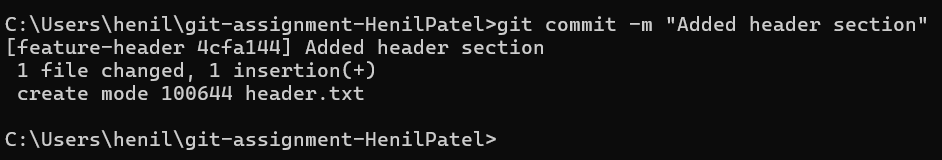 C:\Users\henil\git-assignment-HenilPatel>git commit -m "Added header section"
[feature-header 4cfa144] Added header section
 1 file changed, 1 insertion(+)
 create mode 100644 header.txt
C:\Users\henil\git-assignment-HenilPatel>